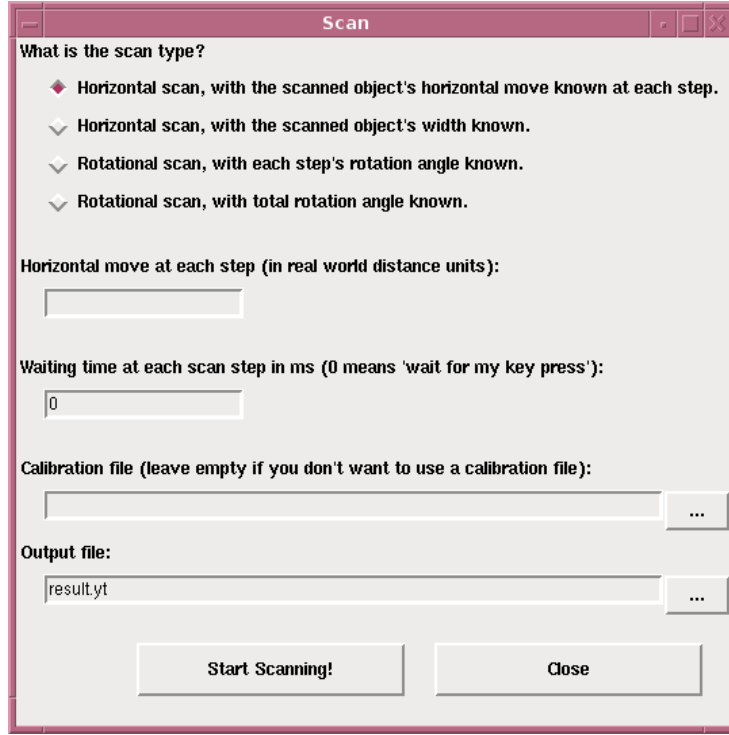 Scan
What is the scan type?
Horizontal scan, with the scanned object's horizontal move known at each step.
Horizontal scan, with the scanned object's width known.
Rotational scan, with each step's rotation angle known.
Rotational scan, with total rotation angle known.
Horizontal move at each step (in real world distance units):
Waiting time at each scan step in ms (0 means 'wait for my key press'):
0
Calibration file (leave empty if you don't want to use a calibration file):
...
Output file:
result.yt
...
Start Scanning!
Close